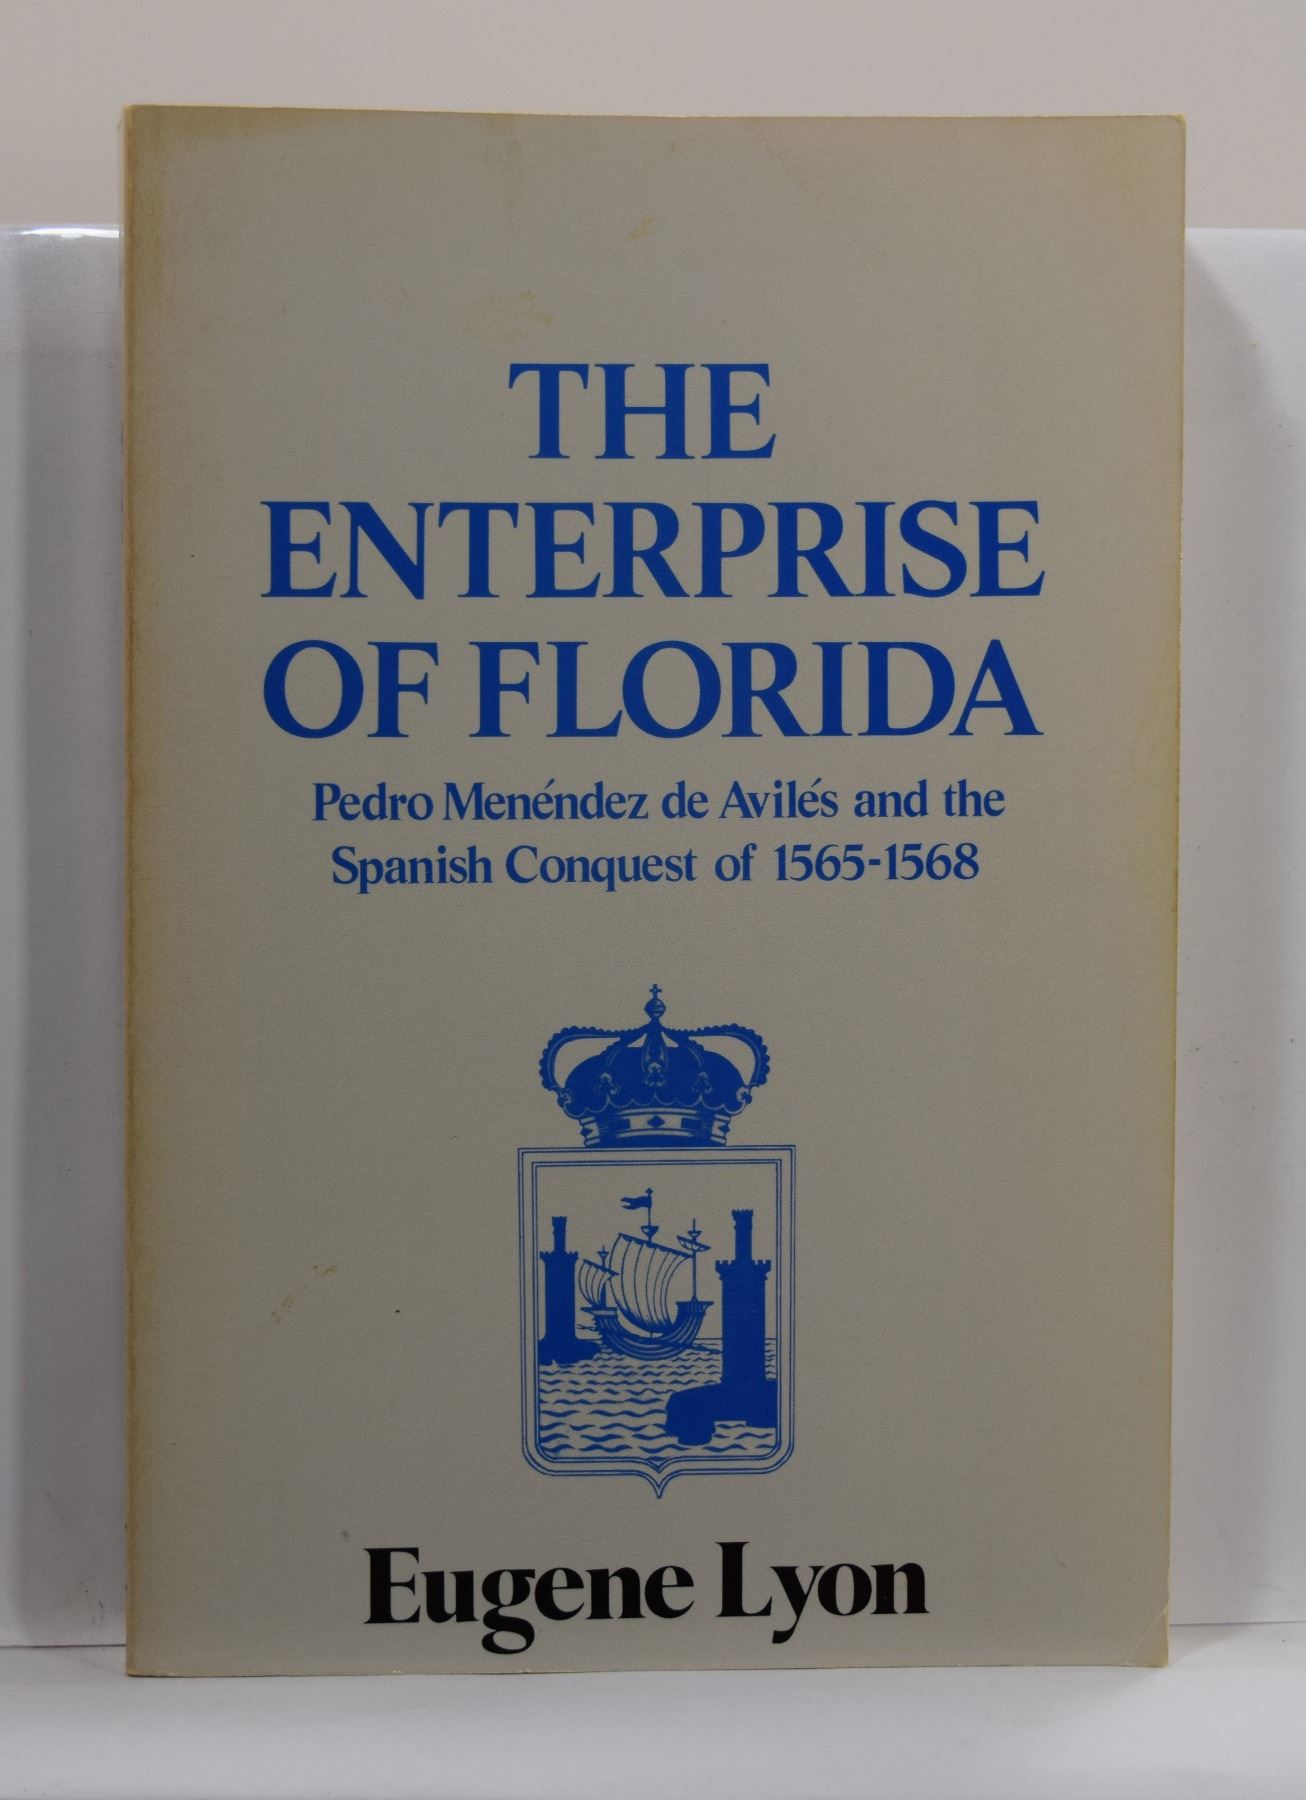 THE
ENTERPRISE
OF FLORIDA
Pedro Menéndez de Avilés and the
Spanish Conquest of 1565-1568
Eugene Lyon